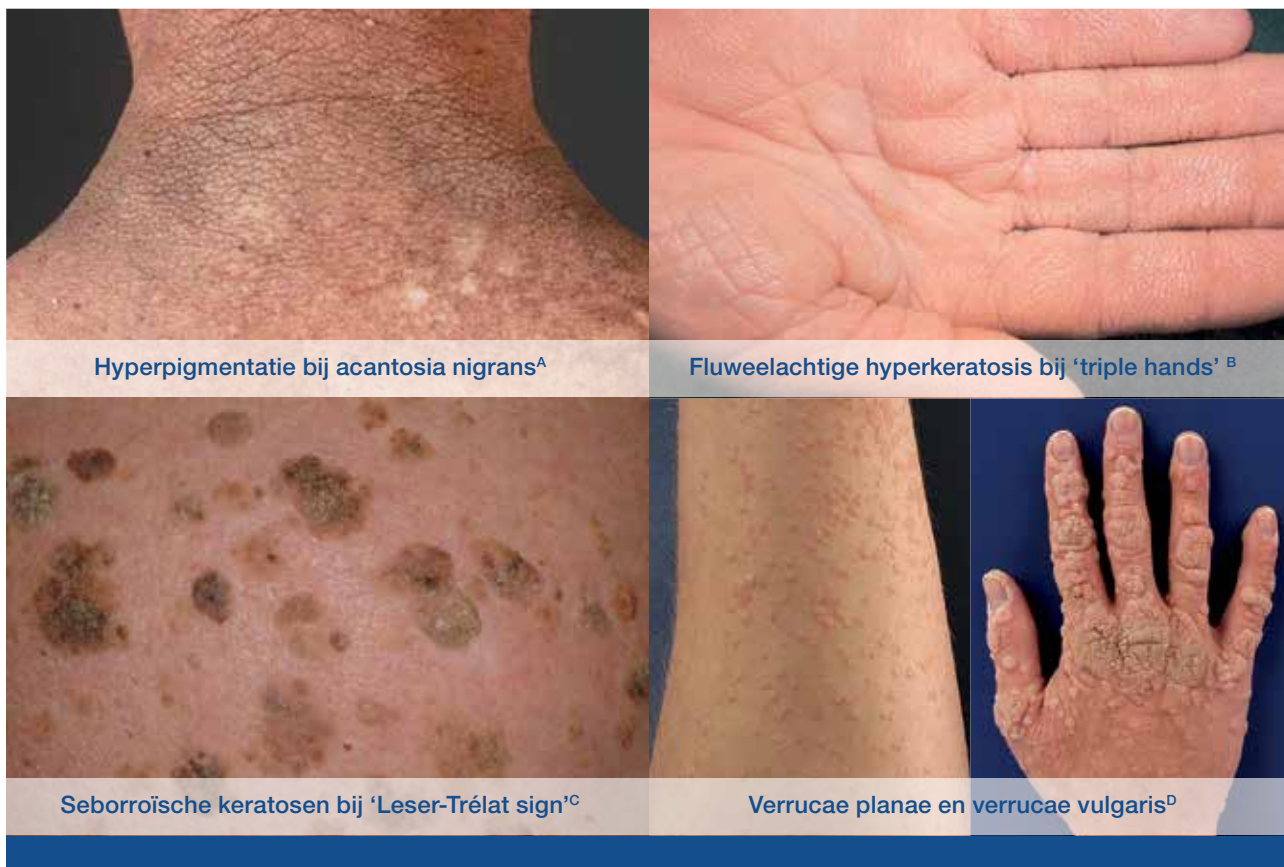 Hyperpigmentatie bij acantosia nigransᴬ
Fluweelachtige hyperkeratosis bij ‘triple hands’ ᴮ
Seborroïsche keratosen bij ‘Leser-Trélat sign’ᶜ
Verrucae planae en verrucae vulgarisᴰ